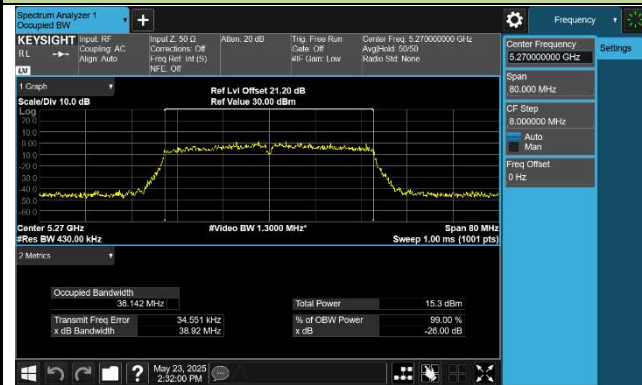 Spectrum Analyzer 1
Occupied BW
Frequency
KEYSIGHT
Input: RF
Input Z: 50 Ω
Atten: 20 dB
Trig: Free Run
Center Freq: 5.270000000 GHz
RL
Coupling: AC
Corrections: Off
Gate: Off
Avg|Hold: 50/50
Align: Auto
Freq Ref: Int (S)
#IF Gain: Low
Radio Std: None
LXI
NFE: Off
Center Frequency
5.270000000 GHz
Settings
Span
80.000 MHz
CF Step
8.000000 MHz
Auto
Man
Freq Offset
0 Hz
1 Graph
Ref Lvl Offset 21.20 dB
Scale/Div 10.0 dB
Ref Value 30.00 dBm
Log
20.0
10.0
0.00
-10.0
-20.0
-30.0
-40.0
-50.0
-60.0
Center 5.27 GHz
#Video BW 1.3000 MHz*
Span 80 MHz
#Res BW 430.00 kHz
Sweep 1.00 ms (1001 pts)
2 Metrics
Occupied Bandwidth
36.142 MHz
Total Power
15.3 dBm
Transmit Freq Error
34.551 kHz
% of OBW Power
99.00 %
x dB Bandwidth
38.92 MHz
x dB
-26.00 dB
May 23, 2025
2:32:00 PM